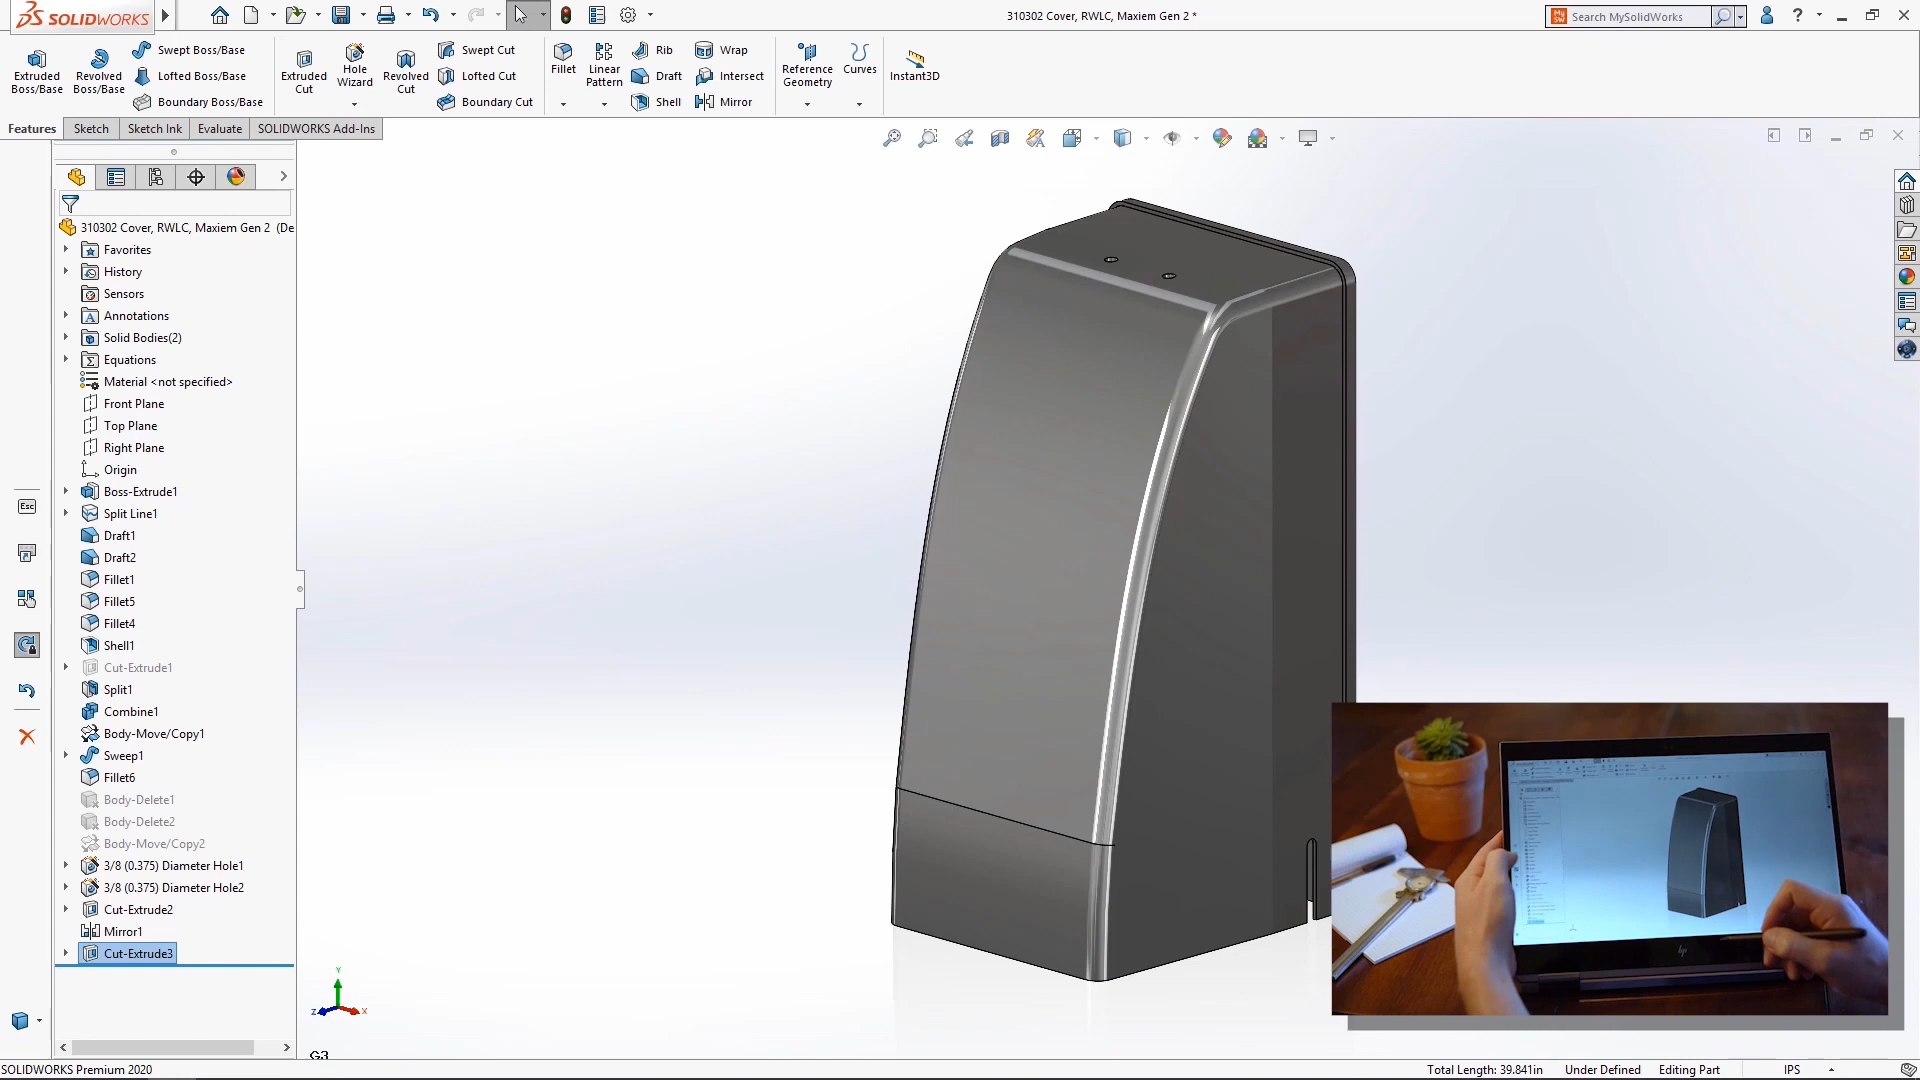 SOLIDWORKS
310302 Cover, RWLC, Maxiem Gen 2 *
Search MySolidWorks
Extruded Boss/Base
Revolved Boss/Base
Swept Boss/Base
Lofted Boss/Base
Boundary Boss/Base
Extruded Cut
Hole Wizard
Revolved Cut
Swept Cut
Lofted Cut
Boundary Cut
Fillet
Linear Pattern
Rib
Draft
Shell
Wrap
Intersect
Mirror
Reference Geometry
Curves
Instant3D
Features
Sketch
Sketch Ink
Evaluate
SOLIDWORKS Add-Ins
310302 Cover, RWLC, Maxiem Gen 2 (De
Favorites
History
Sensors
Annotations
Solid Bodies(2)
Equations
Material <not specified>
Front Plane
Top Plane
Right Plane
Origin
Boss-Extrude1
Split Line1
Draft1
Draft2
Fillet1
Fillet5
Fillet4
Shell1
Cut-Extrude1
Split1
Combine1
Body-Move/Copy1
Sweep1
Fillet6
Body-Delete1
Body-Delete2
Body-Move/Copy2
3/8 (0.375) Diameter Hole1
3/8 (0.375) Diameter Hole2
Cut-Extrude2
Mirror1
Cut-Extrude3
Esc
Y
Z
X
hp
SOLIDWORKS Premium 2020
Total Length: 39.841in
Under Defined
Editing Part
IPS